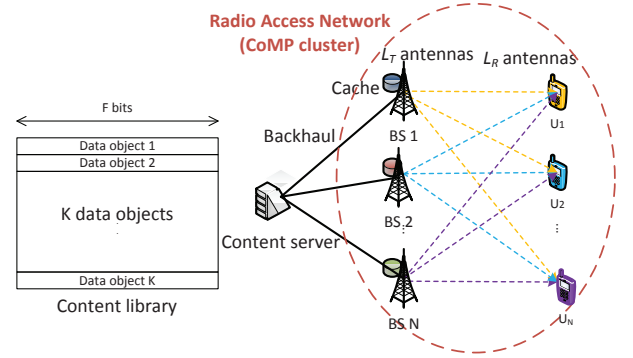 Radio Access Network
(CoMP cluster)
L_T antennas
L_R antennas
Cache
F bits
Backhaul
BS 1
U1
Data object 1
Data object 2
K data objects
⋮
Content server
BS 2
⋮
U2
⋮
Data object K
Content library
BS N
UN